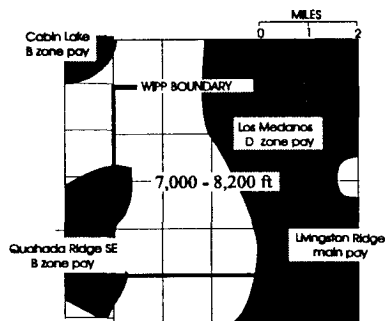 MILES
0 1 2
Cabin Lake
B zone pay
WIPP BOUNDARY
Los Medanos
D zone pay
7,000 - 8,200 ft
Quahada Ridge SE
B zone pay
Livingston Ridge
main pay